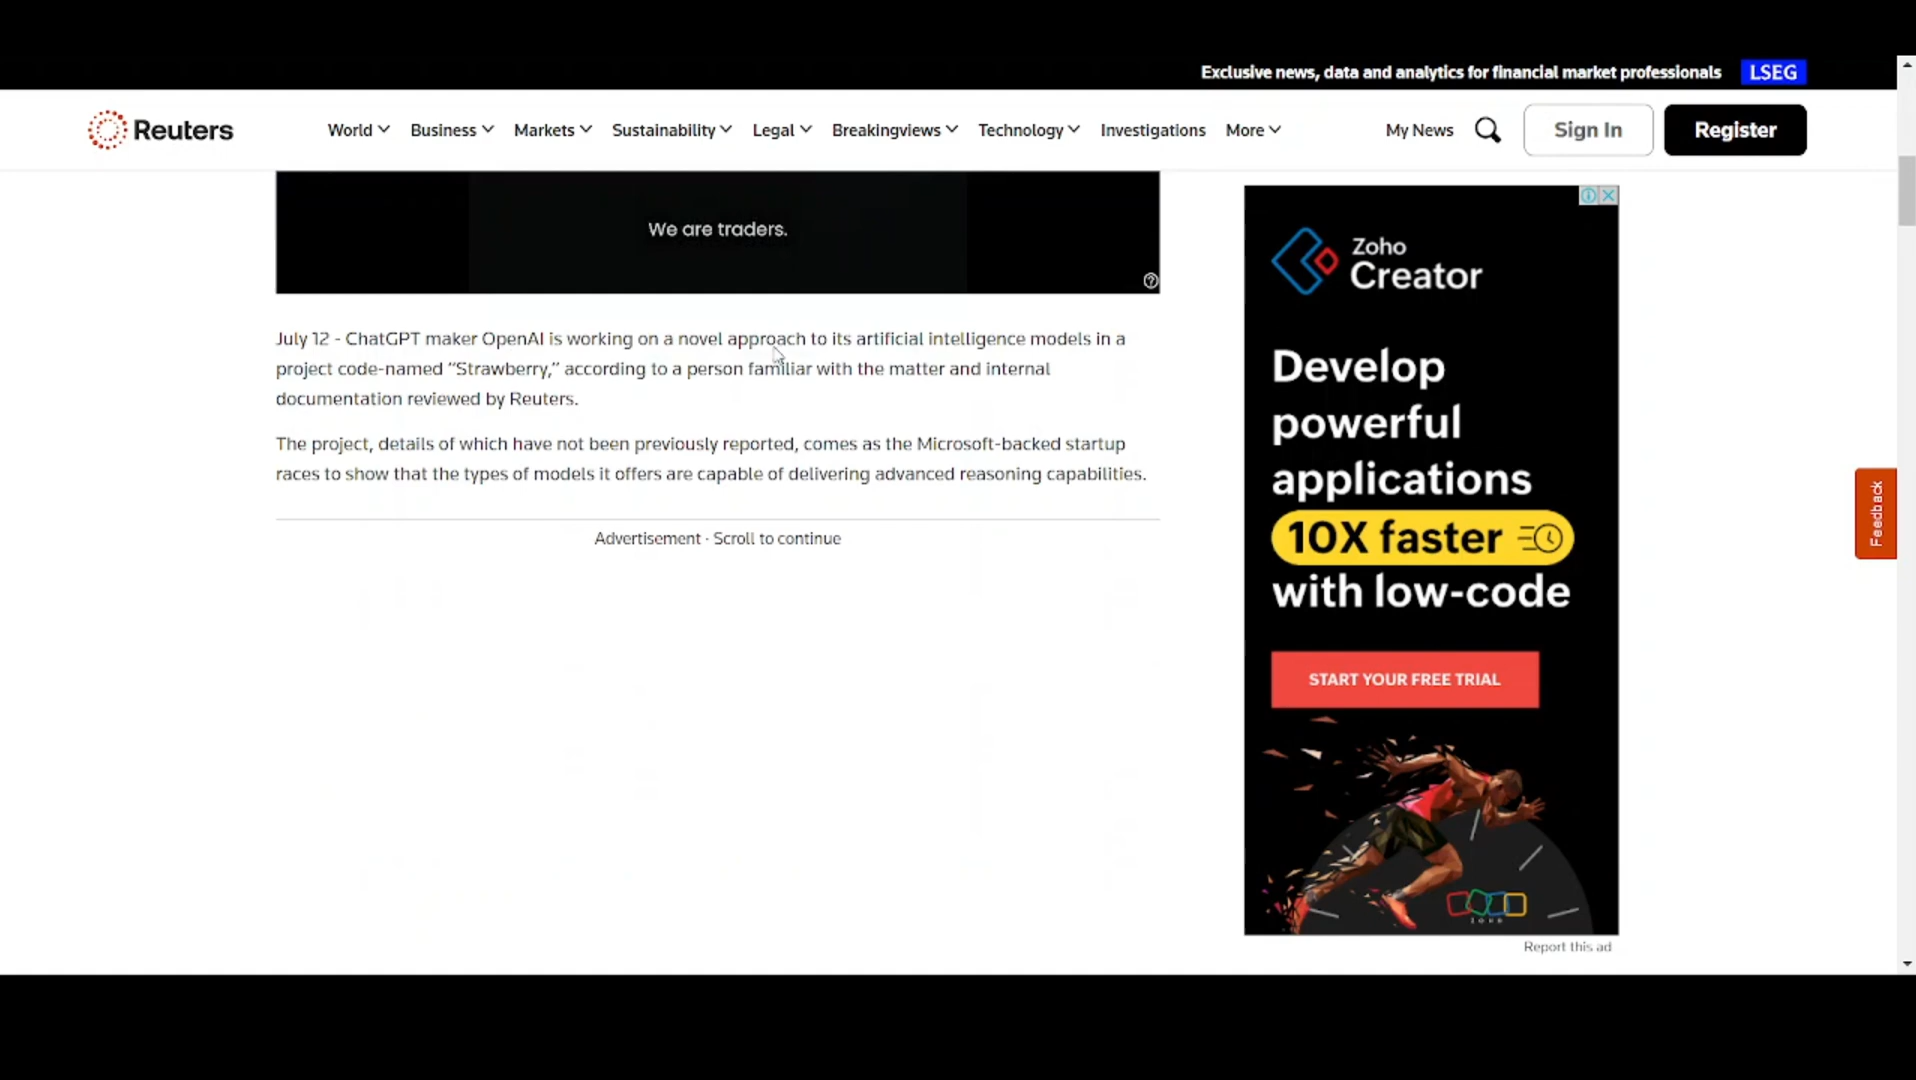 Exclusive news, data and analytics for financial market professionals LSEG
Reuters World Business Markets Sustainability Legal Breakingviews Technology Investigations More My News Sign In Register
We are traders.
July 12 - ChatGPT maker OpenAI is working on a novel approach to its artificial intelligence models in a
project code-named “Strawberry,” according to a person familiar with the matter and internal
documentation reviewed by Reuters.
The project, details of which have not been previously reported, comes as the Microsoft-backed startup
races to show that the types of models it offers are capable of delivering advanced reasoning capabilities.
Advertisement · Scroll to continue
Zoho
Creator
Develop
powerful
applications
10X faster
with low-code
START YOUR FREE TRIAL
ZOHO
Report this ad
Feedback